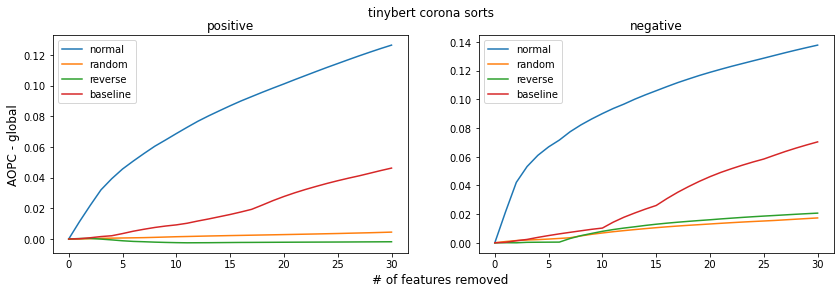 tinybert corona sorts
positive
negative
AOPC - global
0.12
0.10
0.08
0.06
0.04
0.02
0.00
normal
random
reverse
baseline
0
5
10
15
20
25
30
0.14
0.12
0.10
0.08
0.06
0.04
0.02
0.00
normal
random
reverse
baseline
0
5
10
15
20
25
30
# of features removed